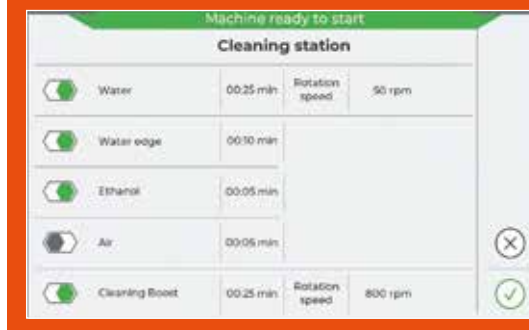 Machine ready to start
Cleaning station
Water 00:25 min Rotation speed 50 rpm
Water edge 00:10 min
Ethanol 00:05 min
Air 00:05 min
Cleaning Boost 00:25 min Rotation speed 800 rpm